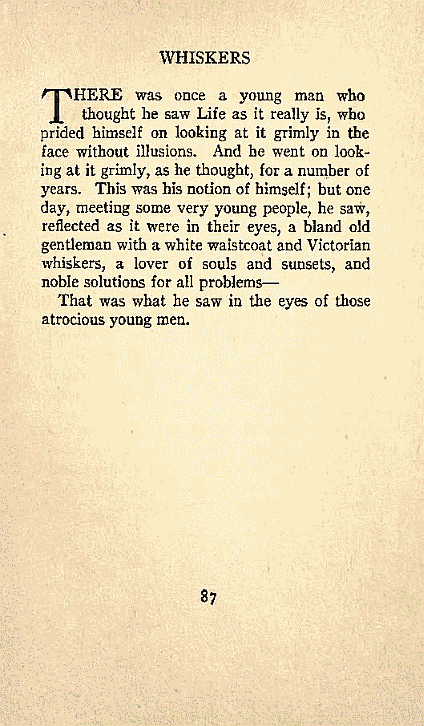 WHISKERS
THERE was once a young man who
thought he saw Life as it really is, who
prided himself on looking at it grimly in the
face without illusions. And he went on look-
ing at it grimly, as he thought, for a number of
years. This was his notion of himself; but one
day, meeting some very young people, he saw,
reflected as it were in their eyes, a bland old
gentleman with a white waistcoat and Victorian
whiskers, a lover of souls and sunsets, and
noble solutions for all problems—
That was what he saw in the eyes of those
atrocious young men.
87